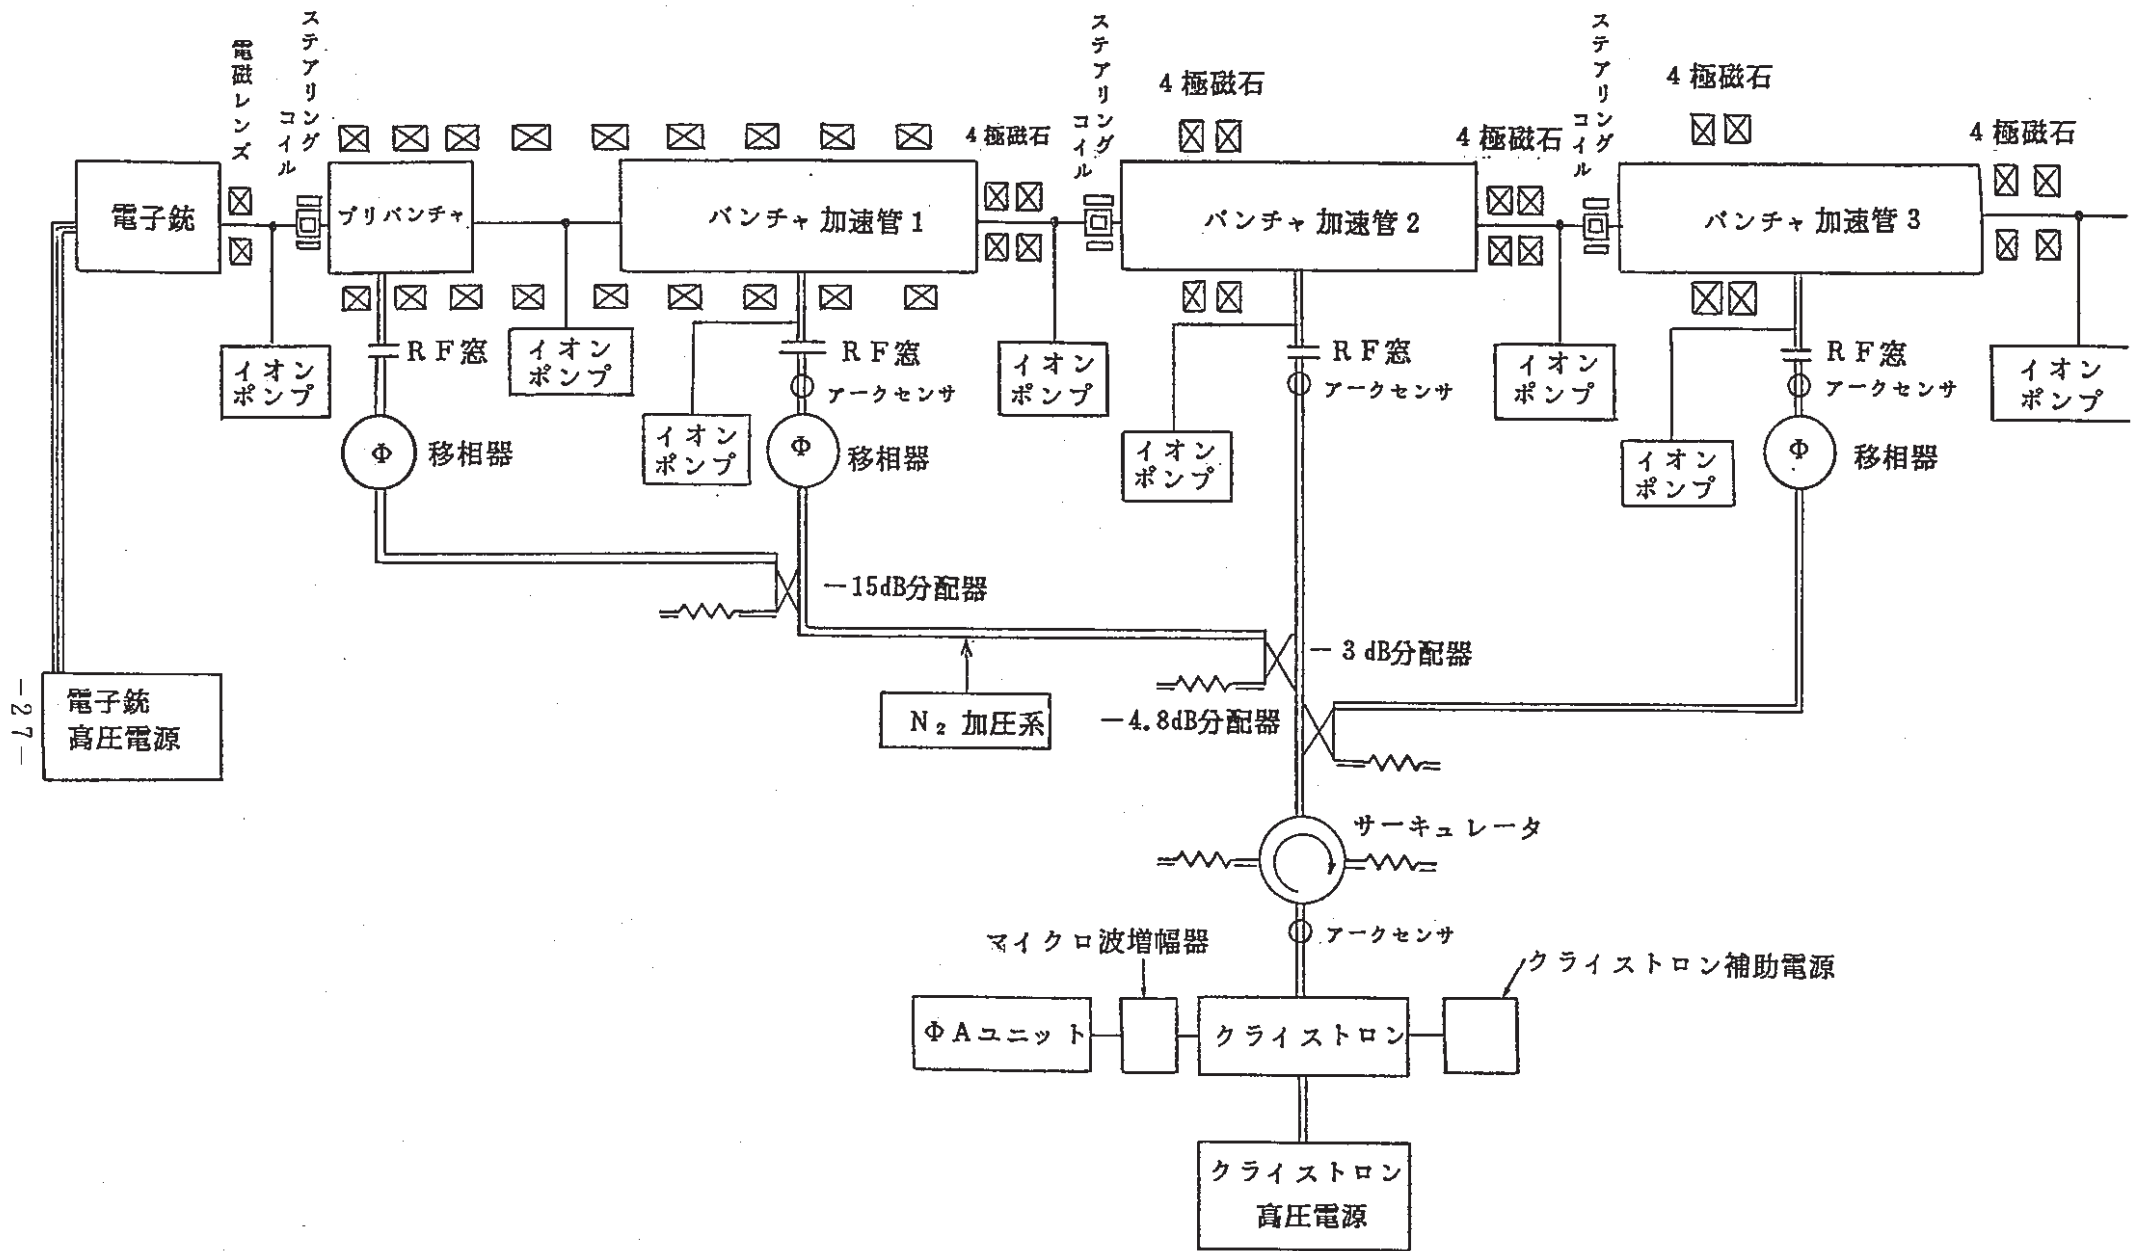 電磁レンズ
ステアリング
コイル
ステアリング
コイル
ステアリング
コイル
4極磁石
4極磁石
4極磁石
4極磁石
4極磁石
電子銃
プリバンチャ
バンチャ加速管1
バンチャ加速管2
バンチャ加速管3
RF窓
RF窓
RF窓
RF窓
アークセンサ
アークセンサ
アークセンサ
イオン
ポンプ
イオン
ポンプ
イオン
ポンプ
イオン
ポンプ
イオン
ポンプ
イオン
ポンプ
イオン
ポンプ
イオン
ポンプ
Φ
移相器
Φ
移相器
Φ
移相器
-15dB分配器
-3dB分配器
-4.8dB分配器
N₂加圧系
電子銃
高圧電源
サーキュレータ
アークセンサ
マイクロ波増幅器
クライストロン補助電源
ΦAユニット
クライストロン
クライストロン
高圧電源
-27-